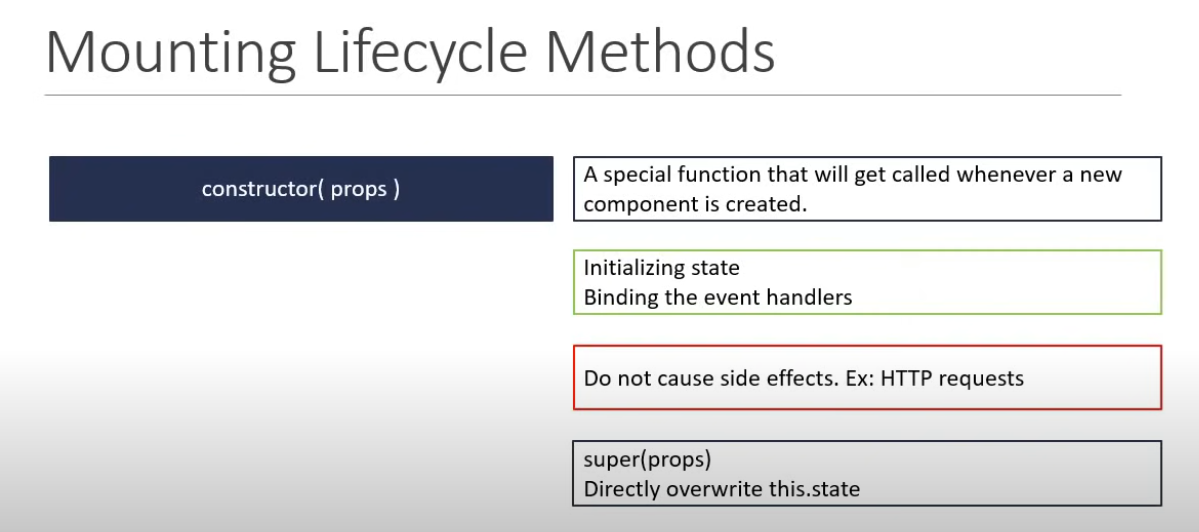 Mounting Lifecycle Methods
constructor( props )
A special function that will get called whenever a new
component is created.
Initializing state
Binding the event handlers
Do not cause side effects. Ex: HTTP requests
super(props)
Directly overwrite this.state